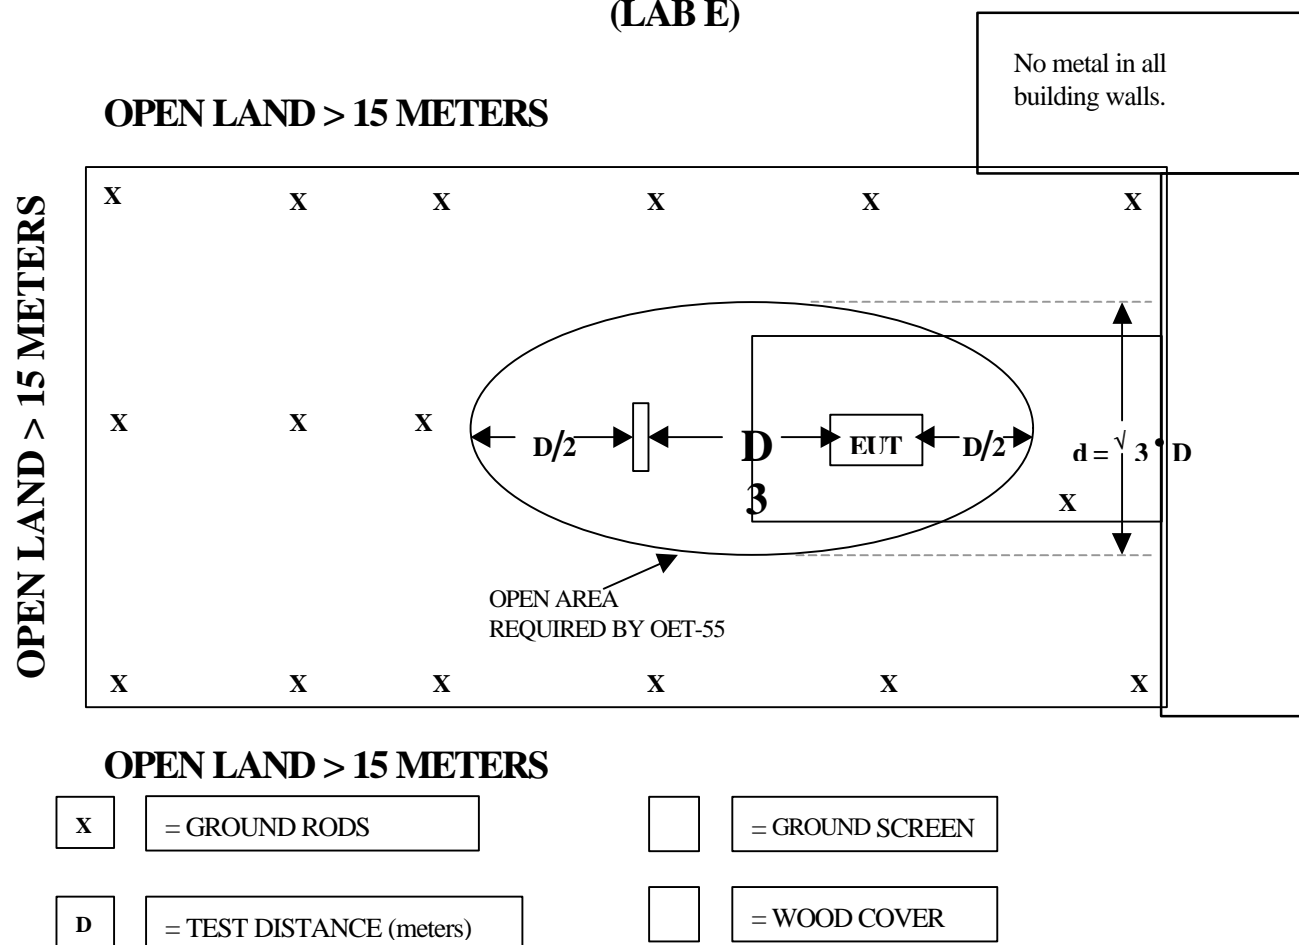 (LAB E)
No metal in all
building walls.
OPEN LAND > 15 METERS
OPEN LAND > 15 METERS
X X X X X X
X X X
D/2 D EUT D/2 d = √ 3 • D
3
X
OPEN AREA
REQUIRED BY OET-55
X X X X X X
OPEN LAND > 15 METERS
X = GROUND RODS
= GROUND SCREEN
D = TEST DISTANCE (meters)
= WOOD COVER